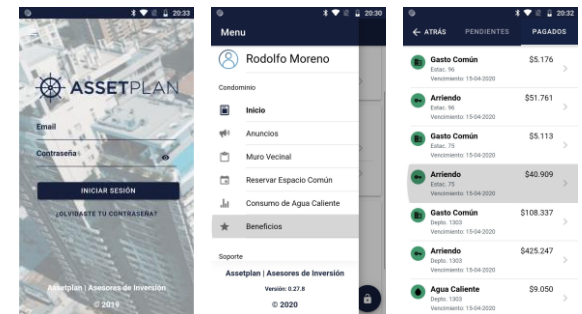 20:33
ASSETPLAN
Email
Contraseña
INICIAR SESIÓN
¿OLVIDASTE TU CONTRASEÑA?
Assetplan | Asesores de Inversión
© 2019
20:30
Menu
Rodolfo Moreno
Condominio
Inicio
Anuncios
Muro Vecinal
Reservar Espacio Común
Consumo de Agua Caliente
Beneficios
Soporte
Assetplan | Asesores de Inversión
Versión: 0.27.8
© 2020
20:32
ATRÁS PENDIENTES PAGADOS
Gasto Común $5.176
Estac. 96
Vencimiento: 15-04-2020
Arriendo $51.761
Estac. 96
Vencimiento: 15-04-2020
Gasto Común $5.113
Estac. 75
Vencimiento: 15-04-2020
Arriendo $40.909
Estac. 75
Vencimiento: 15-04-2020
Gasto Común $108.337
Depto. 1303
Vencimiento: 15-04-2020
Arriendo $425.247
Depto. 1303
Vencimiento: 15-04-2020
Agua Caliente $9.050
Depto. 1303
Vencimiento: 15-04-2020